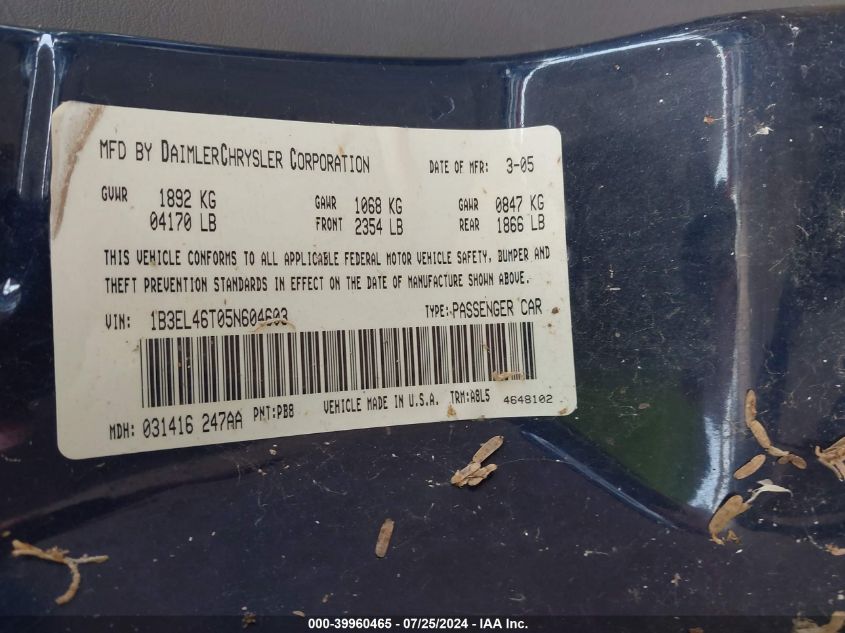 MFD BY DAIMLERCHRYSLER CORPORATION DATE OF MFR: 3-05
GVWR 1892 KG GAWR 1068 KG GAWR 0847 KG
04170 LB FRONT 2354 LB REAR 1866 LB
THIS VEHICLE CONFORMS TO ALL APPLICABLE FEDERAL MOTOR VEHICLE SAFETY, BUMPER AND
THEFT PREVENTION STANDARDS IN EFFECT ON THE DATE OF MANUFACTURE SHOWN ABOVE.
VIN: 1B3EL46T05N604603 TYPE: PASSENGER CAR
MDH: 031416 247AA PNT:PB8 VEHICLE MADE IN U.S.A. TRM:A8L5 4648102
000-39960465 - 07/25/2024 - IAA Inc.